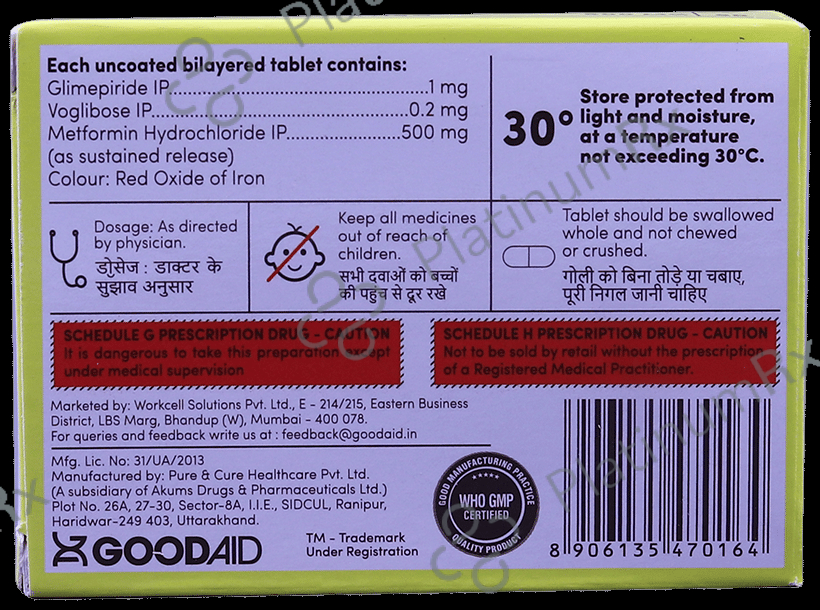 Each uncoated bilayered tablet contains:
Glimepiride IP..........................................1 mg
Voglibose IP..........................................0.2 mg
Metformin Hydrochloride IP..................500 mg
(as sustained release)
Colour: Red Oxide of Iron
30°
Store protected from
light and moisture,
at a temperature
not exceeding 30°C.
Dosage: As directed
by physician.
डोसेज : डाक्टर के
सुझाव अनुसार
Keep all medicines
out of reach of
children.
सभी दवाओं को बच्चों
की पहुंच से दूर रखे
Tablet should be swallowed
whole and not chewed
or crushed.
गोली को बिना तोड़े या चबाए,
पूरी निगल जानी चाहिए
SCHEDULE G PRESCRIPTION DRUG - CAUTION
It is dangerous to take this preparation except
under medical supervision
SCHEDULE H PRESCRIPTION DRUG - CAUTION
Not to be sold by retail without the prescription
of a Registered Medical Practitioner.
Marketed by: Workcell Solutions Pvt. Ltd., E - 214/215, Eastern Business
District, LBS Marg, Bhandup (W), Mumbai - 400 078.
For queries and feedback write us at : feedback@goodaid.in
Mfg. Lic. No: 31/UA/2013
Manufactured by: Pure & Cure Healthcare Pvt. Ltd.
(A subsidiary of Akums Drugs & Pharmaceuticals Ltd.)
Plot No. 26A, 27-30, Sector-8A, I.I.E., SIDCUL, Ranipur,
Haridwar-249 403, Uttarakhand.
GOODAID
TM - Trademark
Under Registration
GOOD MANUFACTURING PRACTICE
WHO GMP
CERTIFIED
QUALITY PRODUCT
8 906135 470164
PlatinumRx
PlatinumRx
PlatinumRx